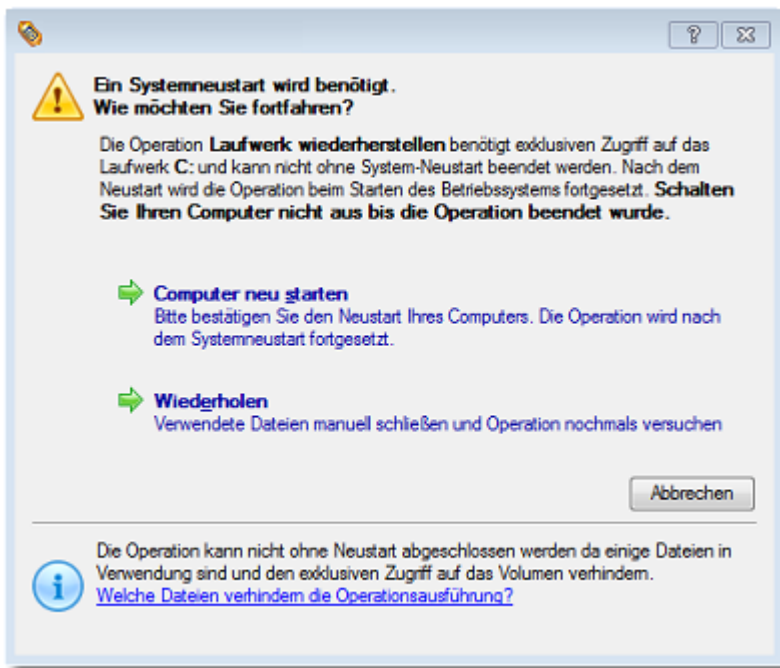 Ein Systemneustart wird benötigt.
Wie möchten Sie fortfahren?
Die Operation Laufwerk wiederherstellen benötigt exklusiven Zugriff auf das
Laufwerk C: und kann nicht ohne System-Neustart beendet werden. Nach dem
Neustart wird die Operation beim Starten des Betriebssystems fortgesetzt. Schalten
Sie Ihren Computer nicht aus bis die Operation beendet wurde.
Computer neu starten
Bitte bestätigen Sie den Neustart Ihres Computers. Die Operation wird nach
dem Systemneustart fortgesetzt.
Wiederholen
Verwendete Dateien manuell schließen und Operation nochmals versuchen
Abbrechen
Die Operation kann nicht ohne Neustart abgeschlossen werden da einige Dateien in
Verwendung sind und den exklusiven Zugriff auf das Volumen verhindern.
Welche Dateien verhindern die Operationsausführung?